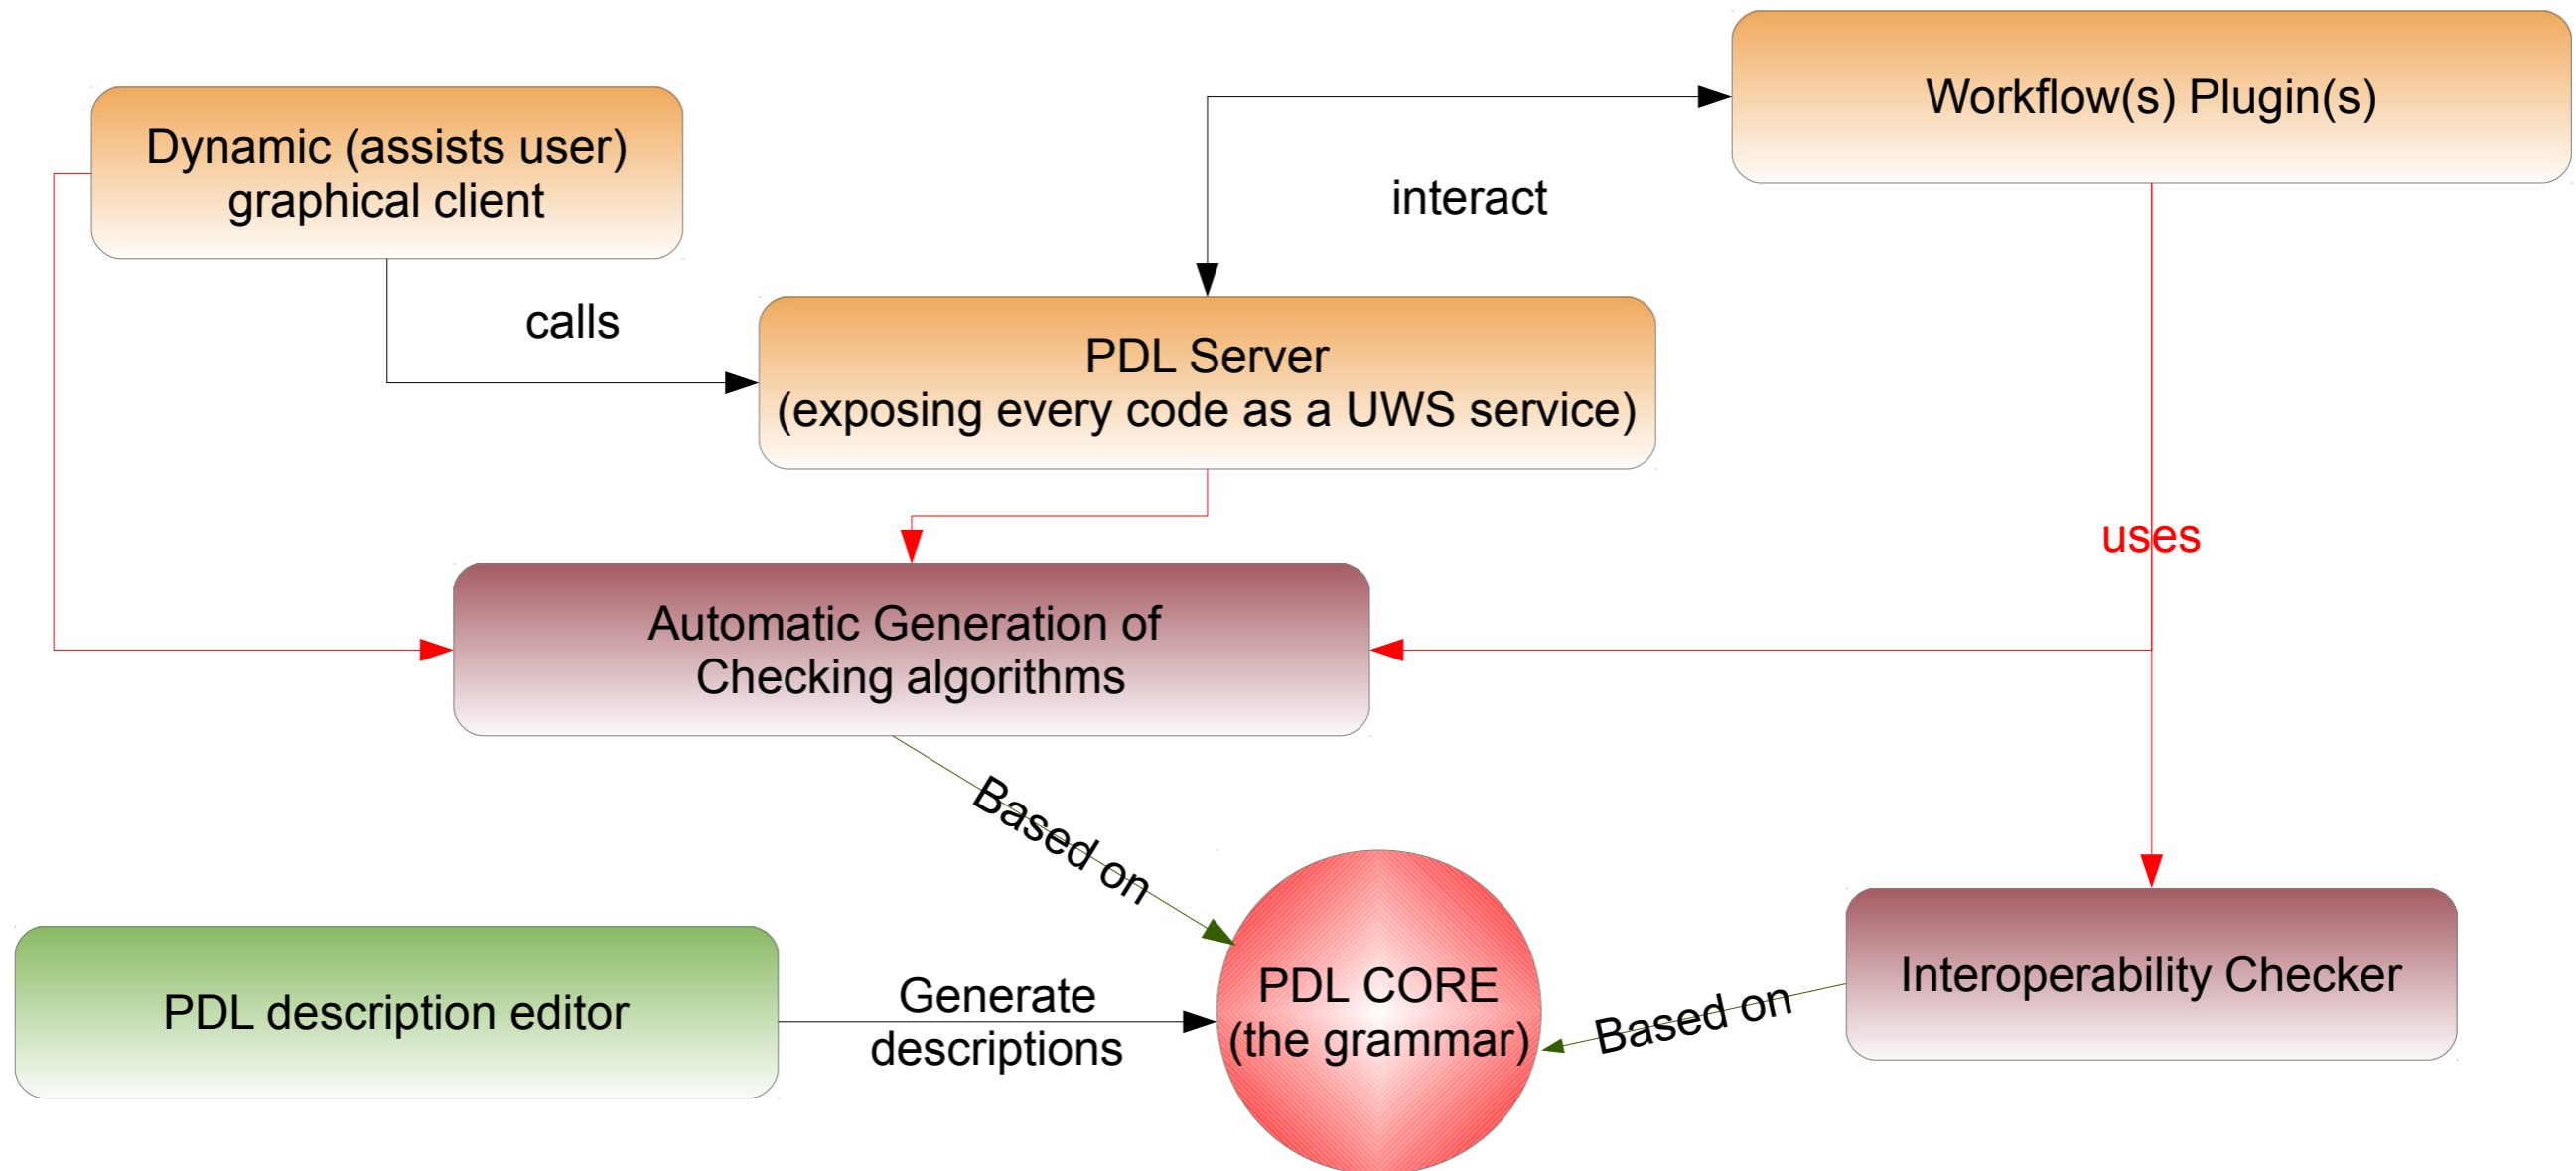 Workflow(s) Plugin(s)
Dynamic (assists user)
graphical client
interact
calls
PDL Server
(exposing every code as a UWS service)
uses
Automatic Generation of
Checking algorithms
Based on
PDL description editor
Generate
descriptions
PDL CORE
(the grammar)
Based on
Interoperability Checker